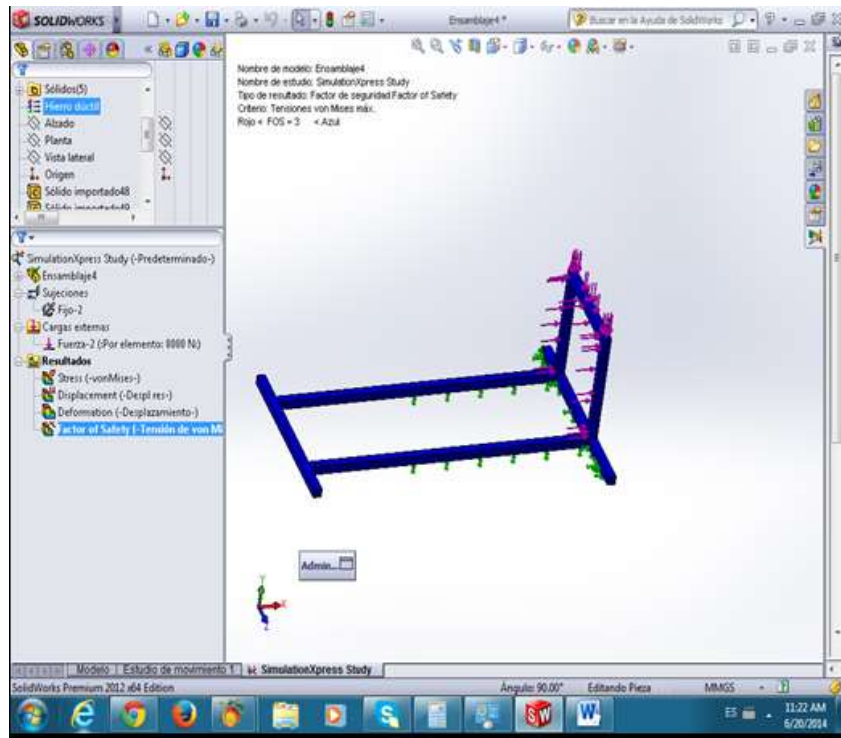 SOLIDWORKS
Ensamblaje4 *
Buscar en la Ayuda de SolidWorks
Sólidos(5)
Hierro dúctil
Alzado
Planta
Vista lateral
Origen
Sólido importado48
Sólido importado49
Nombre de modelo: Ensamblaje4
Nombre de estudio: SimulationXpress Study
Tipo de resultado: Factor de seguridad Factor of Safety
Criterio: Tensiones von Mises máx.
Rojo < FOS = 3 < Azul
SimulationXpress Study (-Predeterminado-)
Ensamblaje4
Sujeciones
Fijo-2
Cargas externas
Fuerza-2 (:Por elemento: 8000 N:)
Resultados
Stress (-vonMises-)
Displacement (-Despl res-)
Deformation (-Desplazamiento-)
Factor of Safety (-Tensión de von Mi
Admin...
Y
X
Z
Modelo
Estudio de movimiento 1
SimulationXpress Study
SolidWorks Premium 2012 x64 Edition
Ángulo: 90.00°
Editando Pieza
MMGS
ES
11:22 AM
6/20/2014